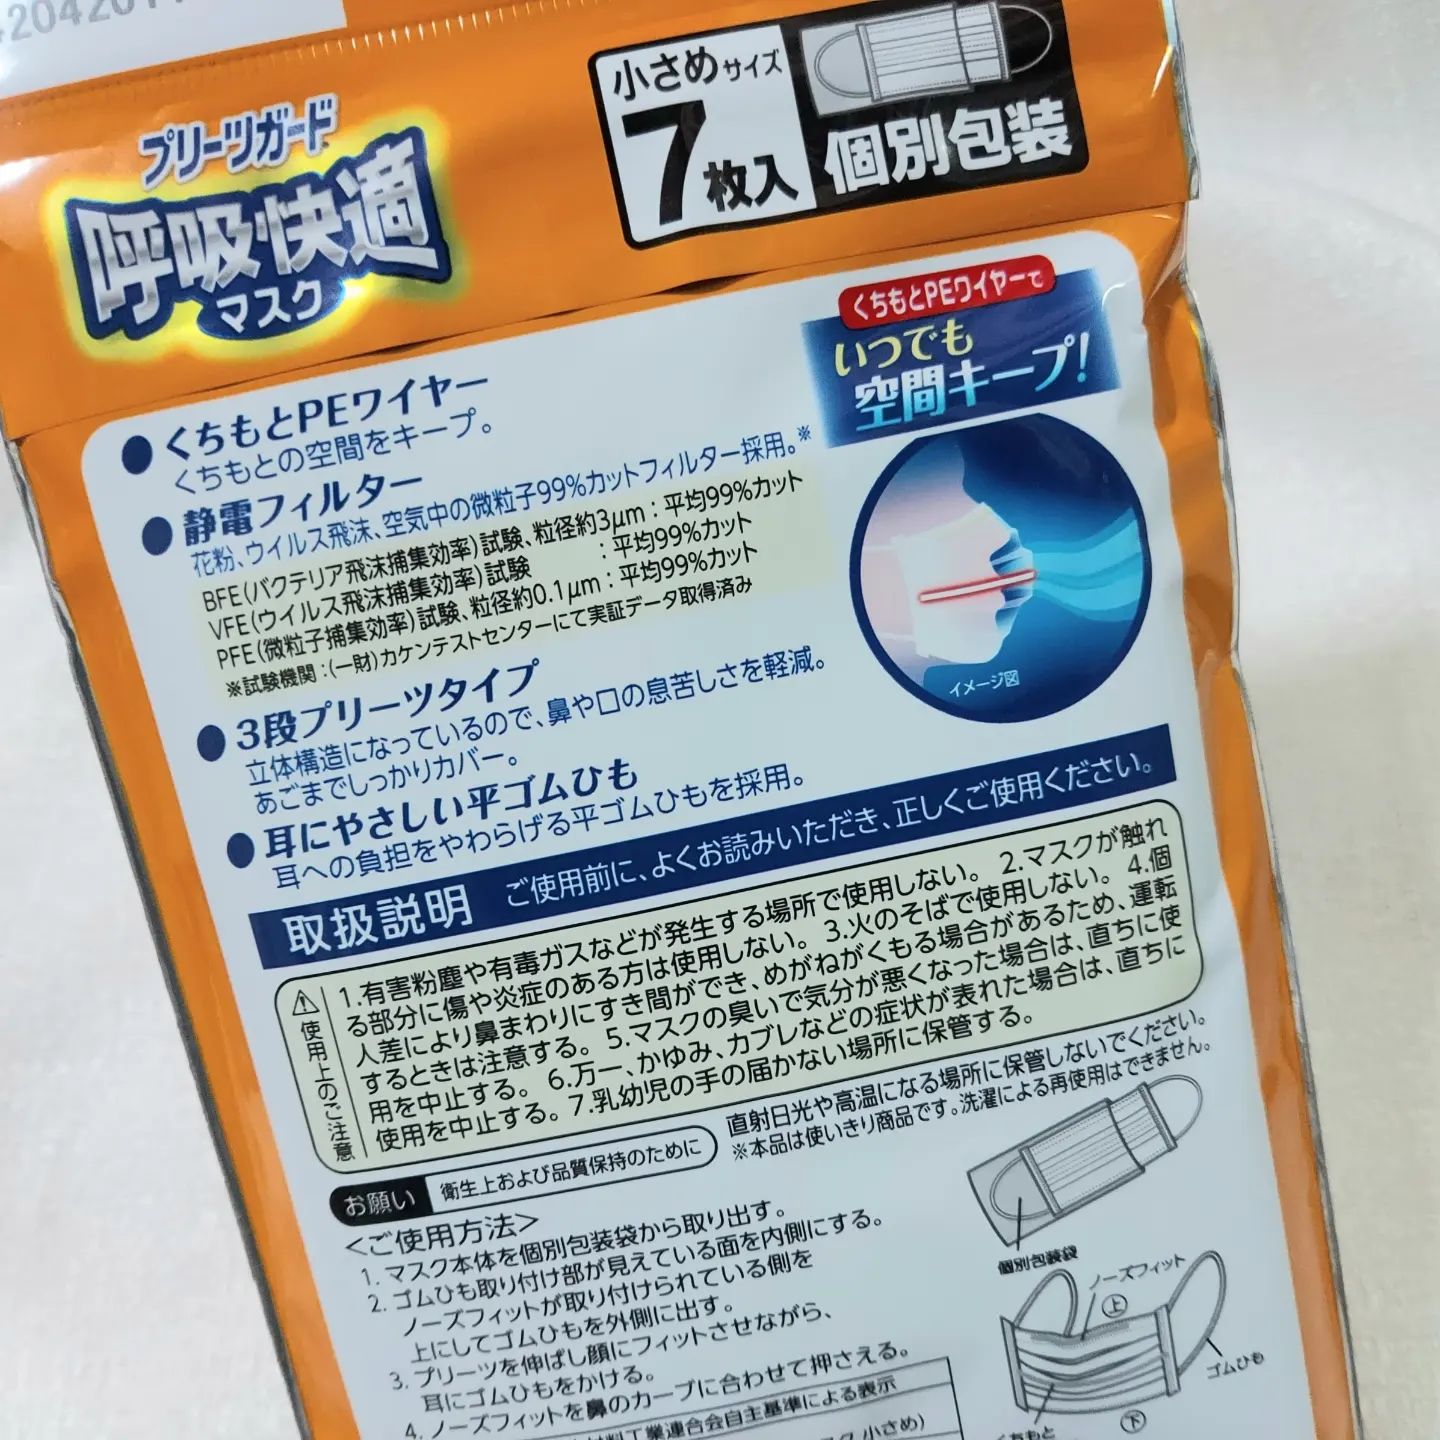 プリーツガード
呼吸快適
マスク
小さめサイズ
7枚入
個別包装
くちもとPEワイヤーで
いつでも
空間キープ!
イメージ図
●くちもとPEワイヤー
くちもとの空間をキープ。
●静電フィルター
花粉、ウイルス飛沫、空気中の微粒子99%カットフィルター採用。※
BFE(バクテリア飛沫捕集効率)試験、粒径約3μm:平均99%カット
VFE(ウイルス飛沫捕集効率)試験 :平均99%カット
PFE(微粒子捕集効率)試験、粒径約0.1μm:平均99%カット
※試験機関:(一財)カケンテストセンターにて実証データ取得済み
●3段プリーツタイプ
立体構造になっているので、鼻や口の息苦しさを軽減。
あごまでしっかりカバー。
●耳にやさしい平ゴムひも
耳への負担をやわらげる平ゴムひもを採用。
取扱説明 ご使用前に、よくお読みいただき、正しくご使用ください。
使用上のご注意
1.有害粉塵や有毒ガスなどが発生する場所で使用しない。 2.マスクが触れ
る部分に傷や炎症のある方は使用しない。 3.火のそばで使用しない。 4.個
人差により鼻まわりにすき間ができ、めがねがくもる場合があるため、運転
するときは注意する。 5.マスクの臭いで気分が悪くなった場合は、直ちに使
用を中止する。 6.万一、かゆみ、カブレなどの症状が表れた場合は、直ちに
使用を中止する。 7.乳幼児の手の届かない場所に保管する。
お願い 衛生上および品質保持のために
直射日光や高温になる場所に保管しないでください。
※本品は使いきり商品です。洗濯による再使用はできません。
<ご使用方法>
1. マスク本体を個別包装袋から取り出す。
2. ゴムひも取り付け部が見えている面を内側にする。
ノーズフィットが取り付けられている側を
上にしてゴムひもを外側に出す。
3. プリーツを伸ばし顔にフィットさせながら、
耳にゴムひもをかける。
4. ノーズフィットを鼻のカーブに合わせて押さえる。
個別包装袋
ノーズフィット
上
ゴムひも
下
くちもと
材料工業連合会自主基準による表示
小さめ)